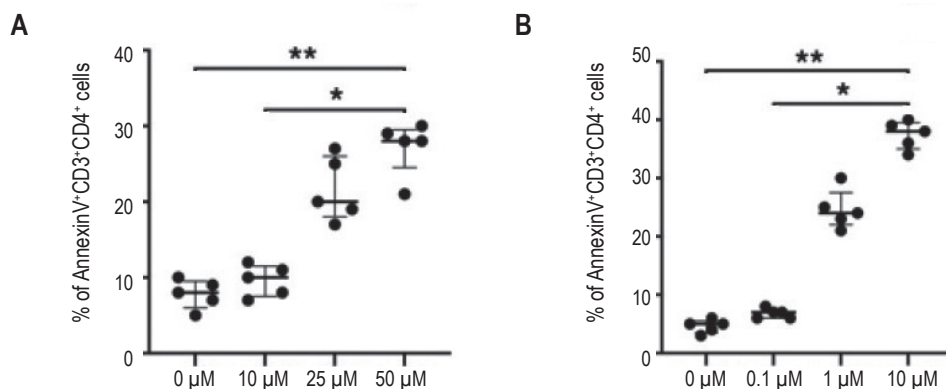 A
% of AnnexinV⁺CD3⁺CD4⁺ cells
40
30
20
10
0
**
*
0 µM 10 µM 25 µM 50 µM
B
% of AnnexinV⁺CD3⁺CD4⁺ cells
50
40
30
20
10
0
**
*
0 µM 0.1 µM 1 µM 10 µM